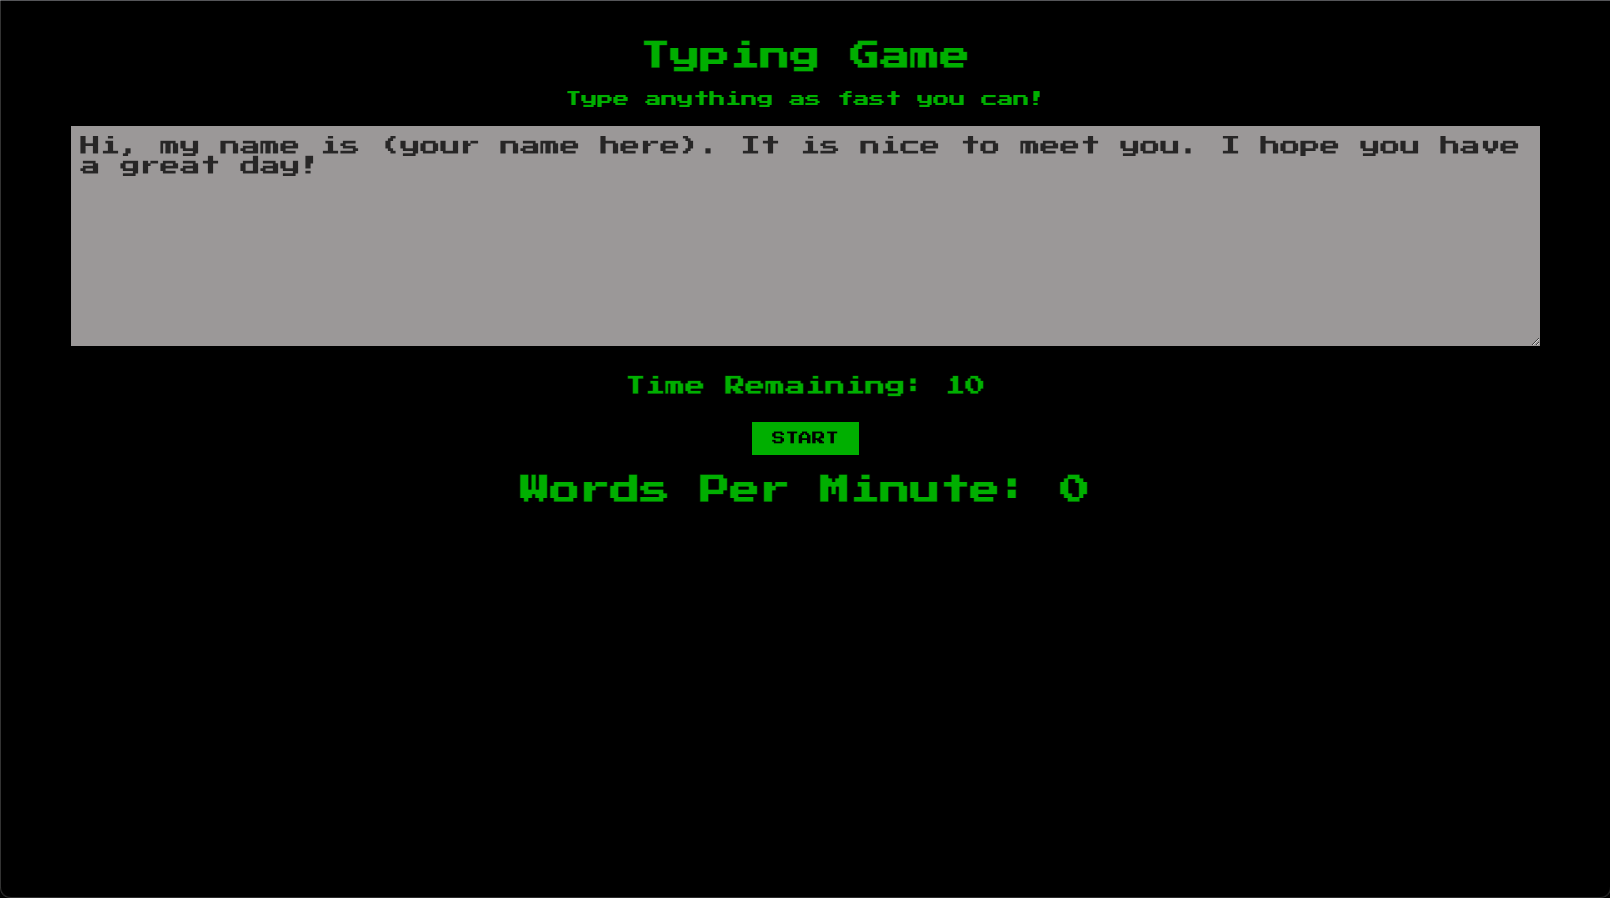 Typing Game
Type anything as fast you can!
Hi, my name is (your name here). It is nice to meet you. I hope you have
a great day!
Time Remaining: 10
START
Words Per Minute: 0